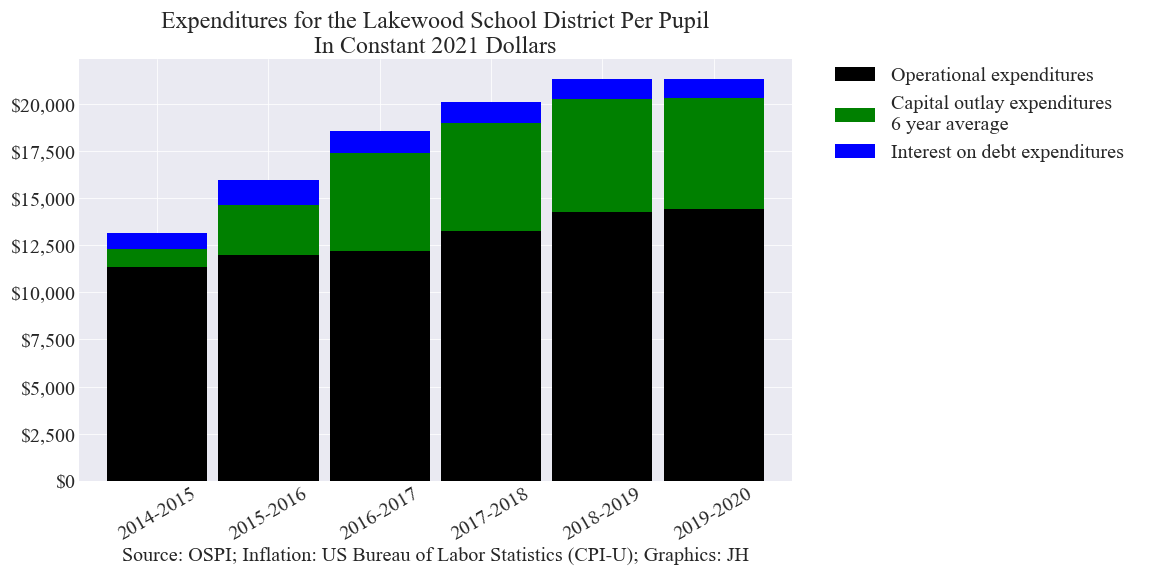 Expenditures for the Lakewood School District Per Pupil
In Constant 2021 Dollars
Operational expenditures
Capital outlay expenditures
6 year average
Interest on debt expenditures
$20,000
$17,500
$15,000
$12,500
$10,000
$7,500
$5,000
$2,500
$0
2014-2015
2015-2016
2016-2017
2017-2018
2018-2019
2019-2020
Source: OSPI; Inflation: US Bureau of Labor Statistics (CPI-U); Graphics: JH